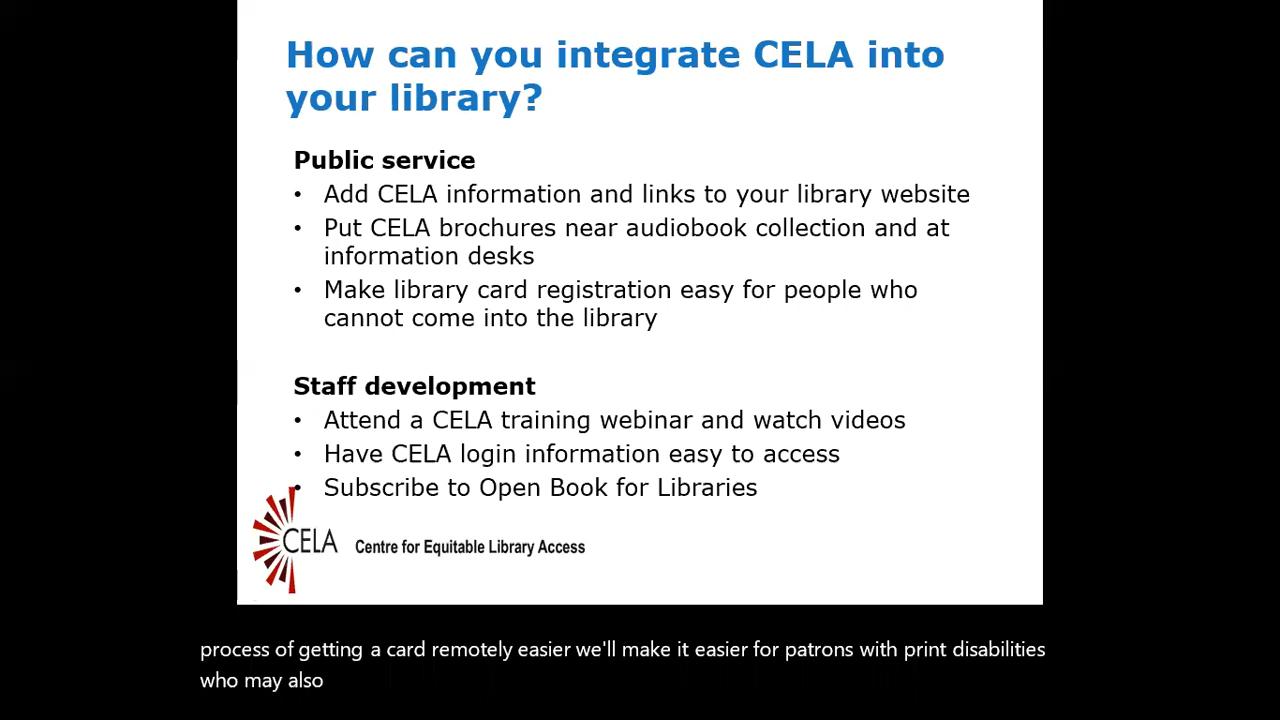 How can you integrate CELA into
your library?
Public service
• Add CELA information and links to your library website
• Put CELA brochures near audiobook collection and at
information desks
• Make library card registration easy for people who
cannot come into the library
Staff development
• Attend a CELA training webinar and watch videos
• Have CELA login information easy to access
• Subscribe to Open Book for Libraries
CELA Centre for Equitable Library Access
process of getting a card remotely easier we'll make it easier for patrons with print disabilities
who may also